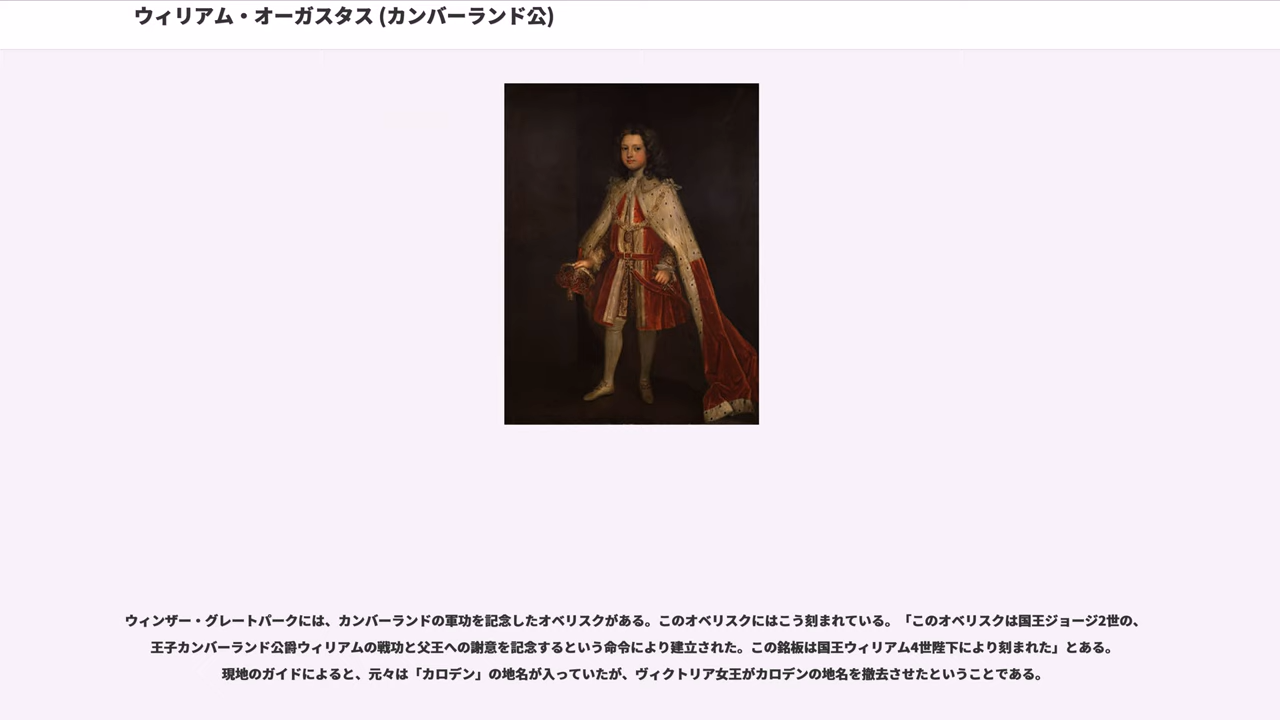 ウィリアム・オーガスタス (カンバーランド公)
ウィンザー・グレートパークには、カンバーランドの軍功を記念したオベリスクがある。このオベリスクにはこう刻まれている。「このオベリスクは国王ジョージ2世の、
王子カンバーランド公爵ウィリアムの戦功と父王への謝意を記念するという命令により建立された。この銘板は国王ウィリアム4世陛下により刻まれた」とある。
現地のガイドによると、元々は「カロデン」の地名が入っていたが、ヴィクトリア女王がカロデンの地名を撤去させたということである。